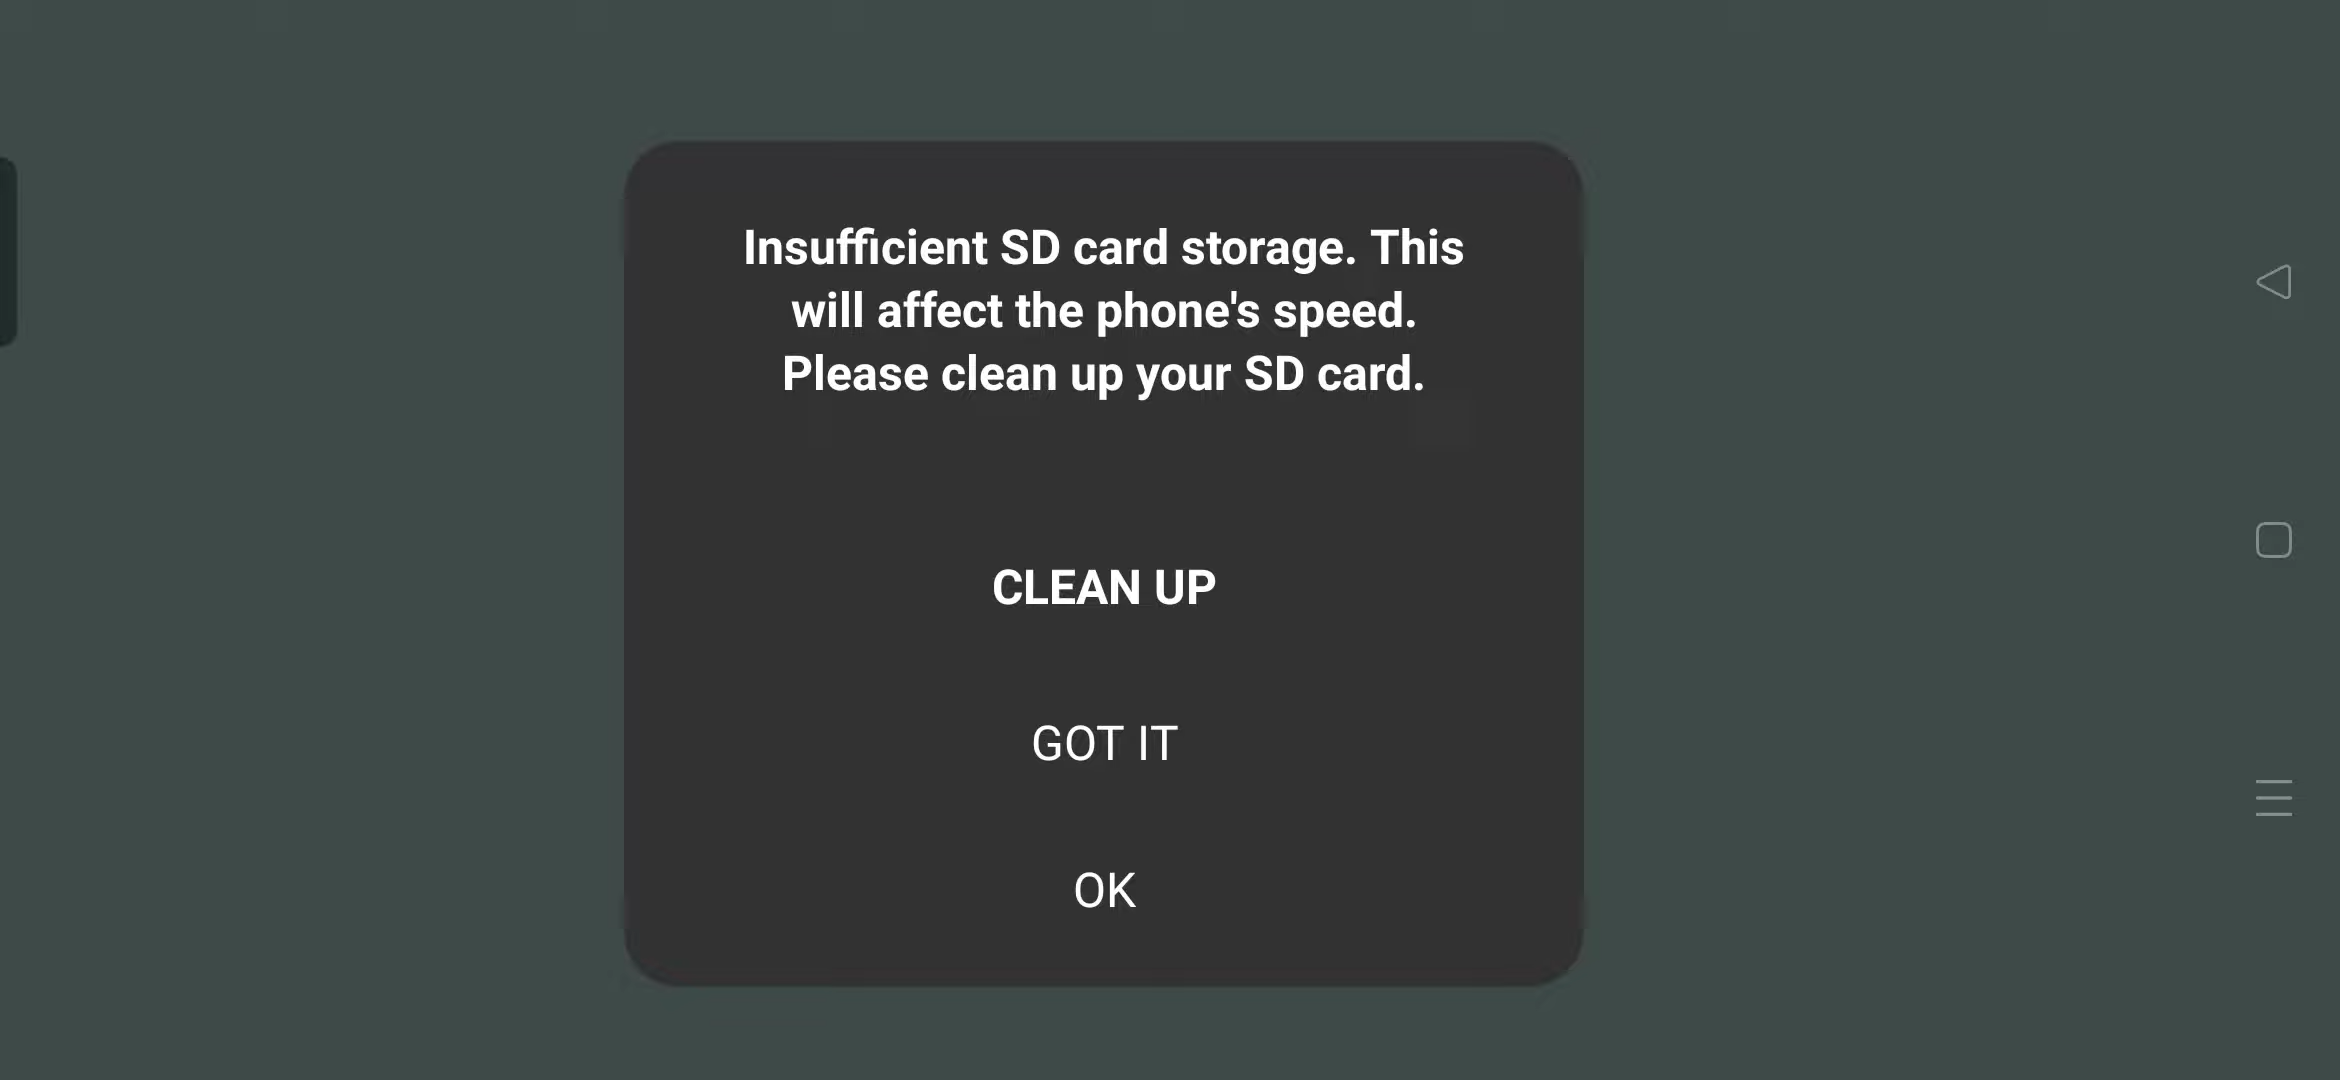 Insufficient SD card storage. This
will affect the phone's speed.
Please clean up your SD card.
CLEAN UP
GOT IT
OK